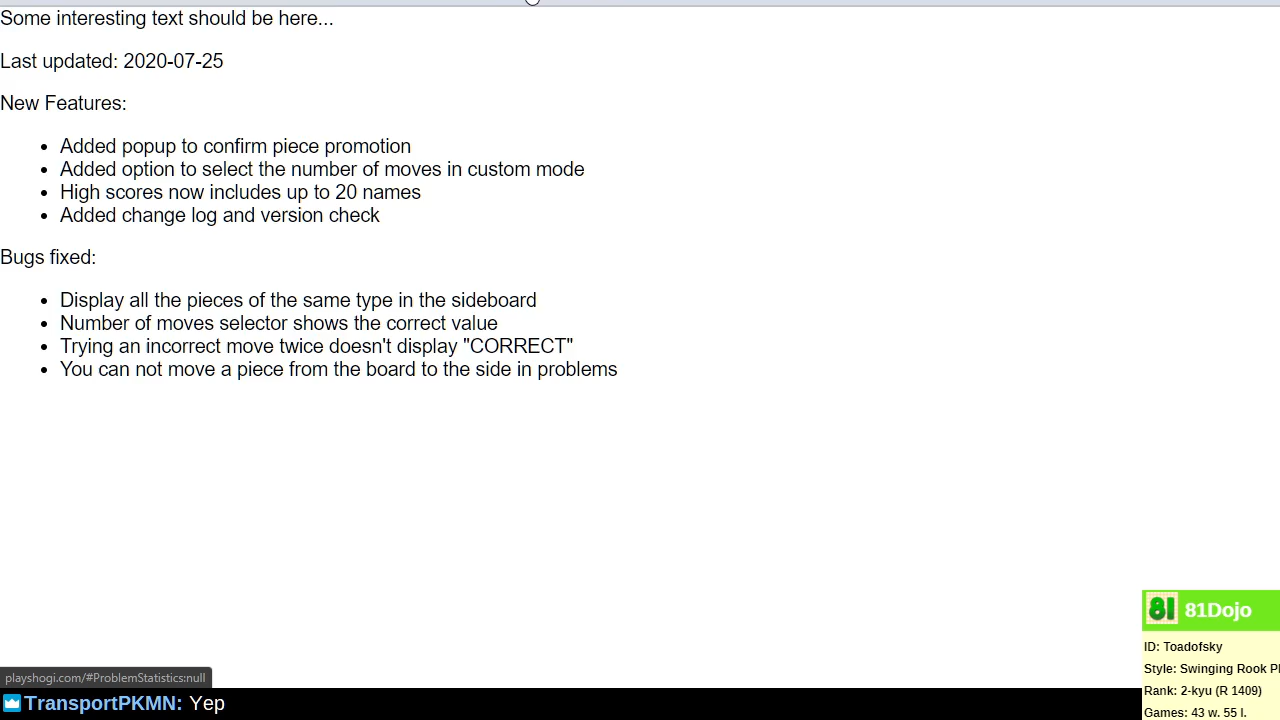 Some interesting text should be here...
Last updated: 2020-07-25
New Features:
Added popup to confirm piece promotion
Added option to select the number of moves in custom mode
High scores now includes up to 20 names
Added change log and version check
Bugs fixed:
Display all the pieces of the same type in the sideboard
Number of moves selector shows the correct value
Trying an incorrect move twice doesn't display "CORRECT"
You can not move a piece from the board to the side in problems
81 81Dojo
ID: Toadofsky
Style: Swinging Rook Pl
Rank: 2-kyu (R 1409)
Games: 43 w. 55 l.
playshogi.com/#ProblemStatistics:null
TransportPKMN: Yep